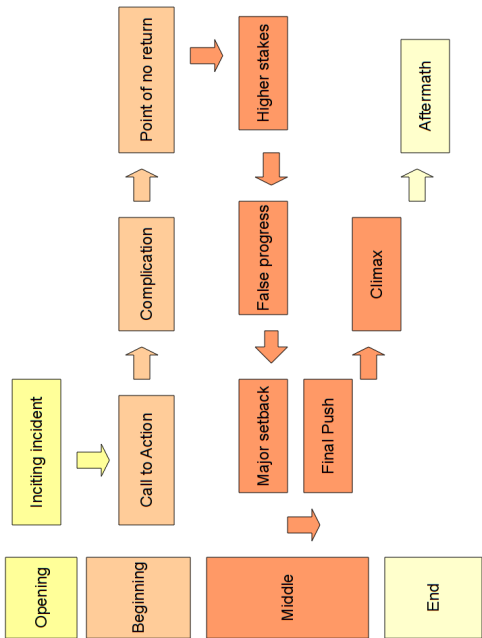 Opening
Inciting incident
Beginning
Call to Action
Complication
Point of no return
Middle
Higher stakes
False progress
Major setback
Final Push
Climax
End
Aftermath